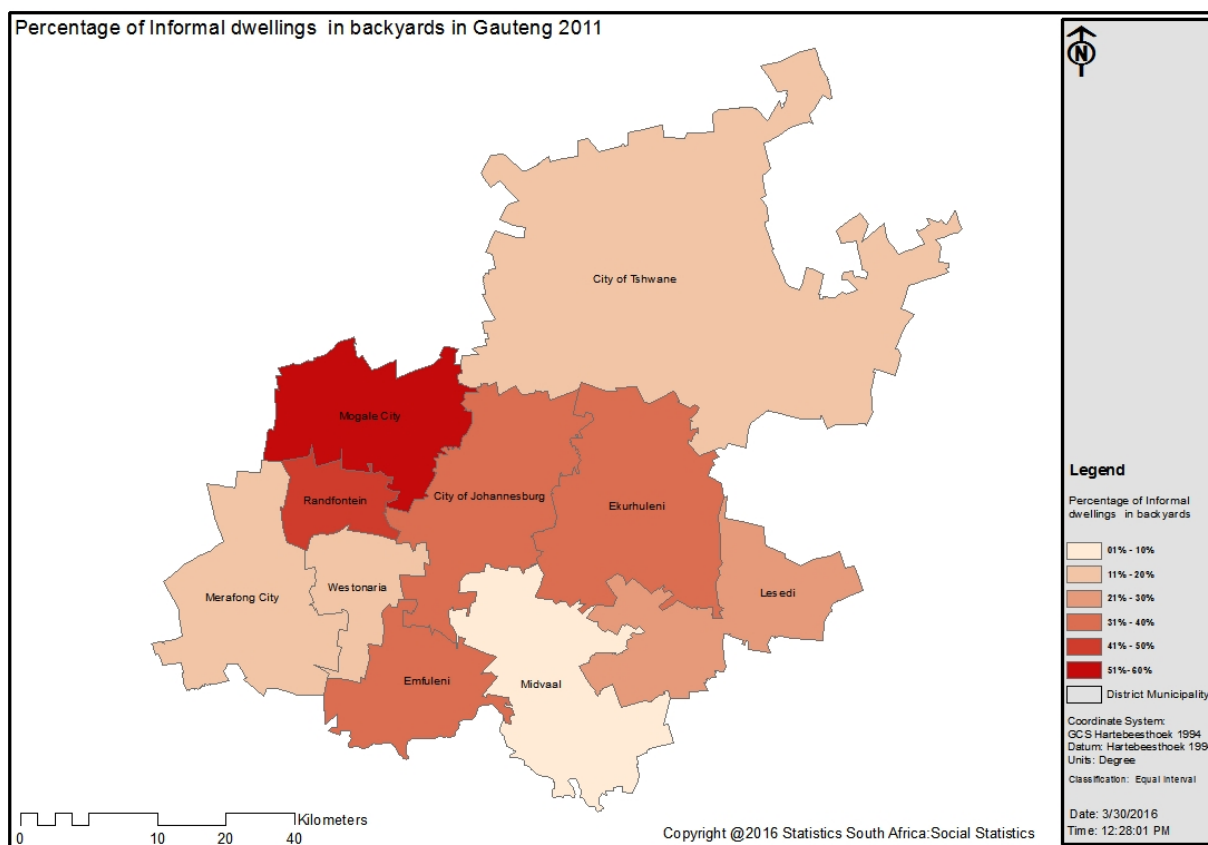 Percentage of Informal dwellings in backyards in Gauteng 2011
N
City of Tshwane
Mogale City
Randfontein
City of Johannesburg
Ekurhuleni
Merafong City
Westonaria
Lesedi
Emfuleni
Midvaal
Legend
Percentage of Informal
dwellings in backyards
01% - 10%
11% - 20%
21% - 30%
31% - 40%
41% - 50%
51% - 60%
District Municipality
Coordinate System:
GCS Hartebeesthoek 1994
Datum: Hartebeesthoek 1994
Units: Degree
Classification: Equal Interval
Date: 3/30/2016
Time: 12:28:01 PM
Kilometers
0 10 20 40
Copyright @2016 Statistics South Africa:Social Statistics